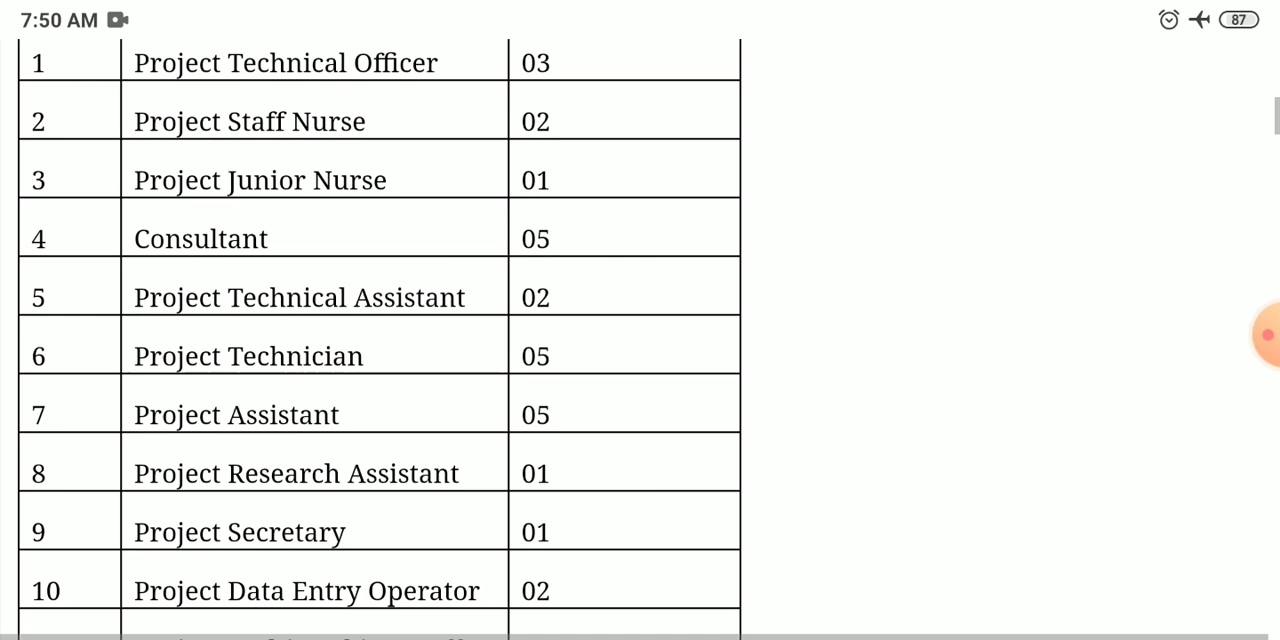 7:50 AM
87
1 Project Technical Officer 03
2 Project Staff Nurse 02
3 Project Junior Nurse 01
4 Consultant 05
5 Project Technical Assistant 02
6 Project Technician 05
7 Project Assistant 05
8 Project Research Assistant 01
9 Project Secretary 01
10 Project Data Entry Operator 02